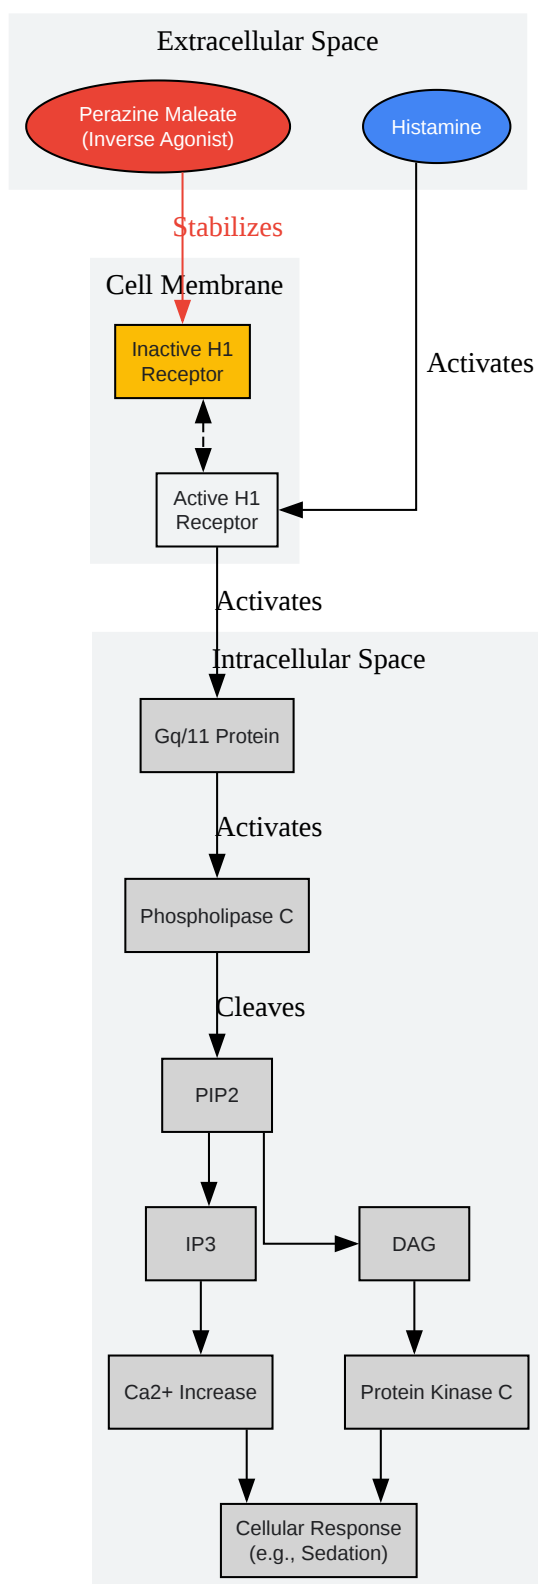 Extracellular Space
Perazine Maleate
(Inverse Agonist)
Histamine
Stabilizes
Cell Membrane
Inactive H1
Receptor
Activates
Active H1
Receptor
Activates
Intracellular Space
Gq/11 Protein
Activates
Phospholipase C
Cleaves
PIP2
IP3
DAG
Ca2+ Increase
Protein Kinase C
Cellular Response
(e.g., Sedation)